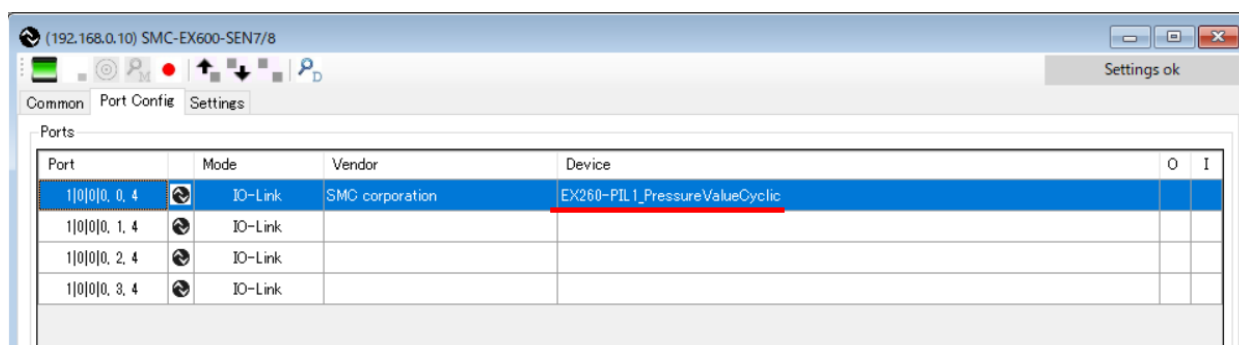 (192.168.0.10) SMC-EX600-SEN7/8
M D Settings ok
Common Port Config Settings
Ports
Port Mode Vendor Device O I
1|0|0|0, 0, 4 IO-Link SMC corporation EX260-PIL1_PressureValueCyclic
1|0|0|0, 1, 4 IO-Link
1|0|0|0, 2, 4 IO-Link
1|0|0|0, 3, 4 IO-Link